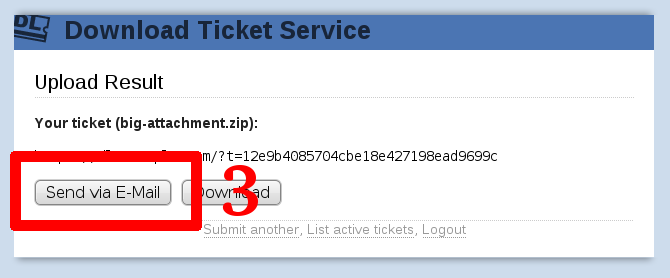 DL
Download Ticket Service
Upload Result
Your ticket (big-attachment.zip):
m/?t=12e9b4085704cbe18e427198ead9699c
Send via E-Mail
Download
3
Submit another, List active tickets, Logout